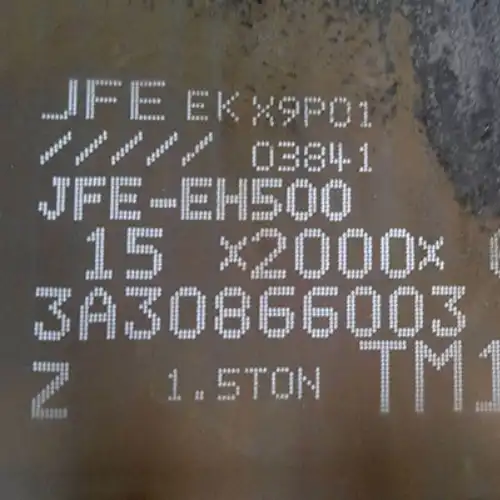 JFE EK X9P01
///// 03841
JFE-EH500
15 x2000x
3A30866003
Z 1.5TON TM1